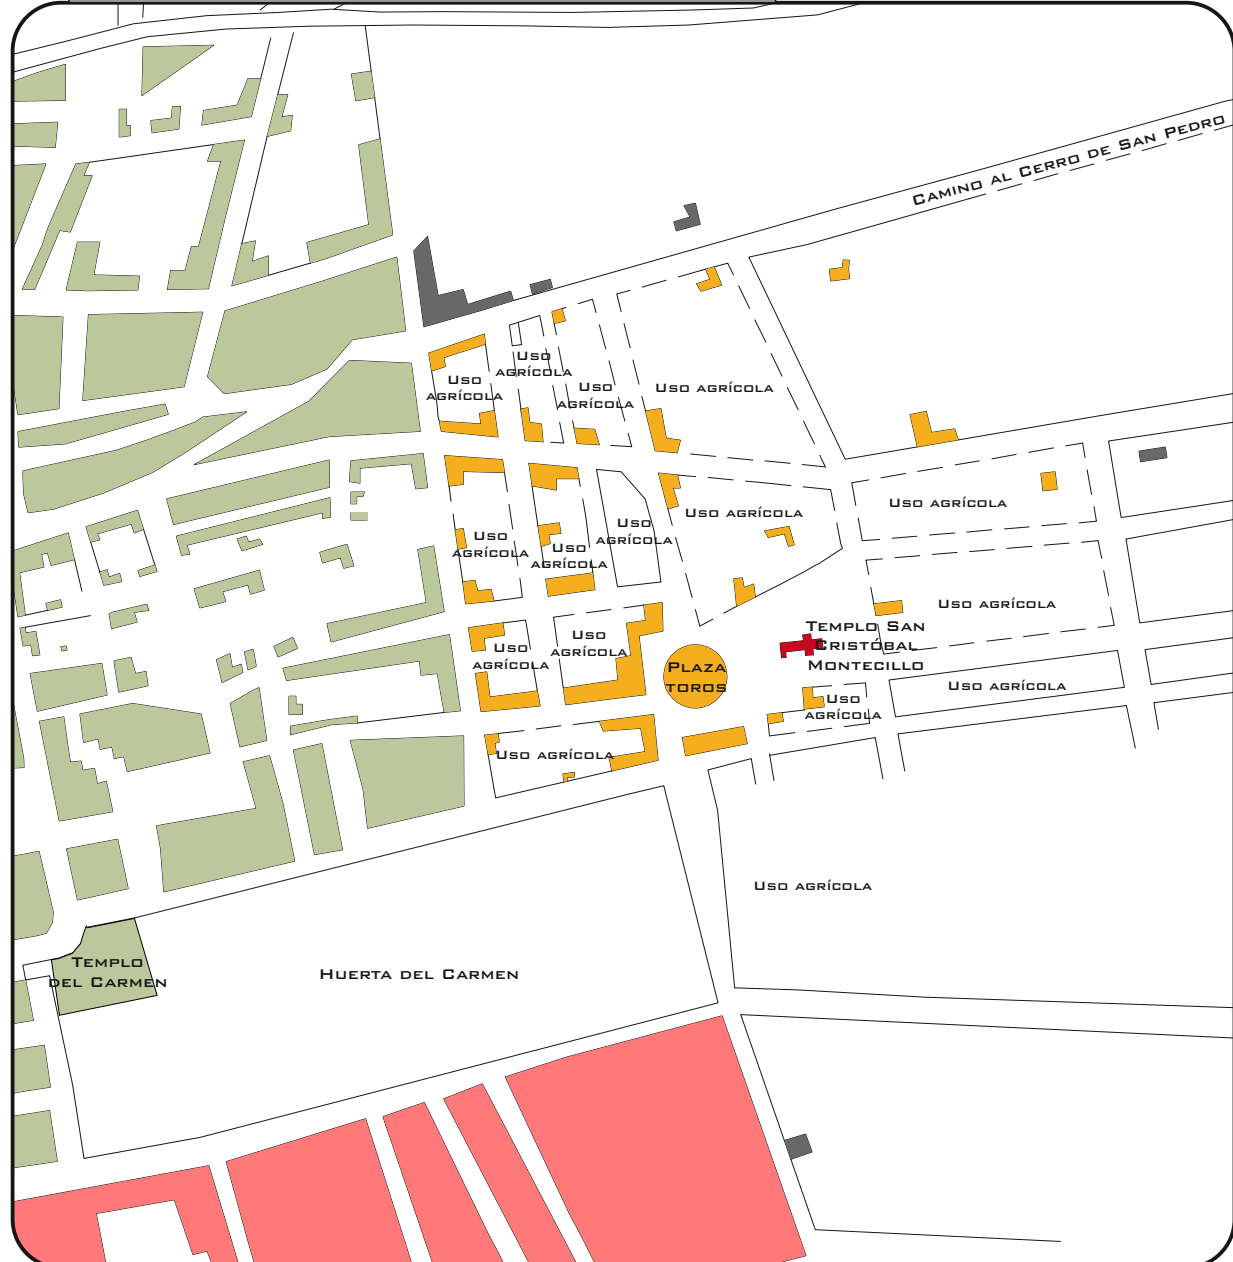 Camino al Cerro de San Pedro
Uso
agrícola
Uso
agrícola
Uso
agrícola
Uso agrícola
Uso agrícola
Uso agrícola
Uso
agrícola
Uso
agrícola
Uso
agrícola
Uso agrícola
Templo San
Cristóbal
Montecillo
Uso
agrícola
Uso
agrícola
Plaza
toros
Uso agrícola
Uso
agrícola
Uso agrícola
Uso agrícola
Templo
del Carmen
Huerta del Carmen